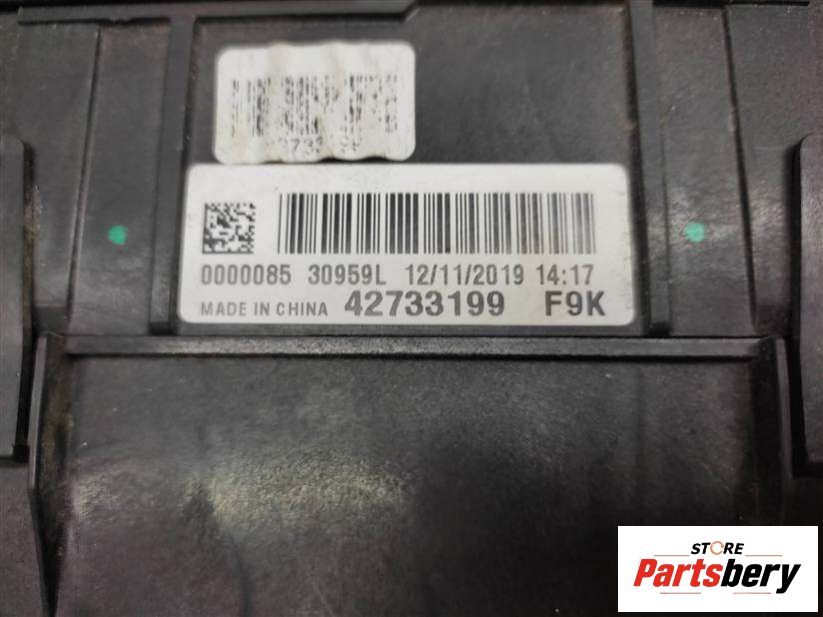 0000085 30959L 12/11/2019 14:17
MADE IN CHINA 42733199 F9K
STORE
Partsbery